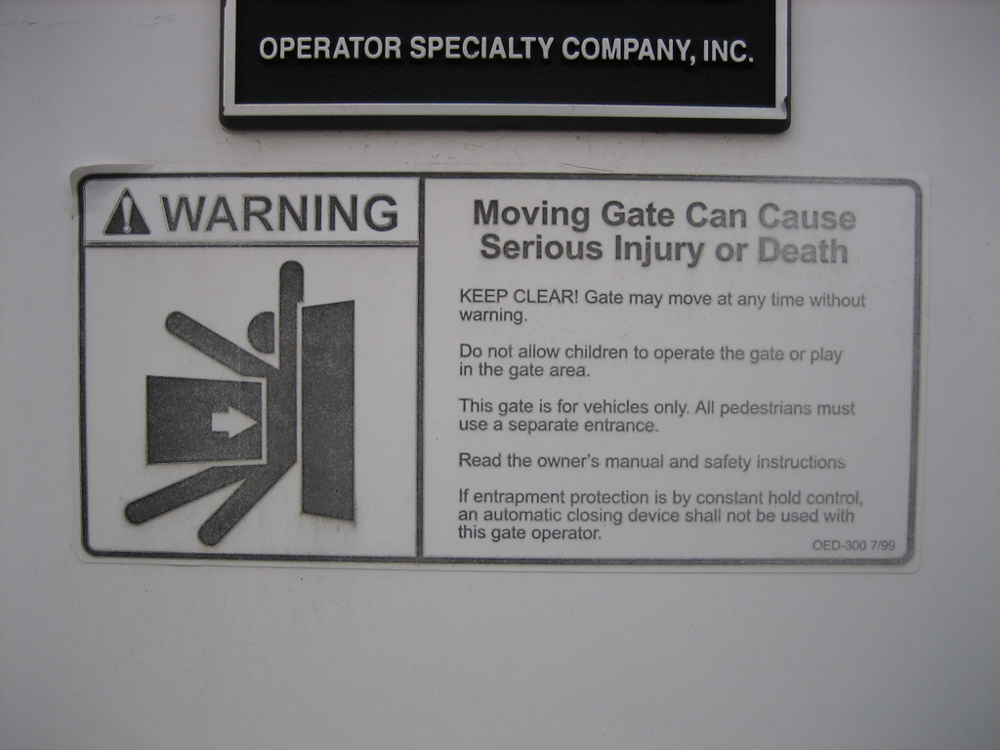 OPERATOR SPECIALTY COMPANY, INC.
WARNING
Moving Gate Can Cause
Serious Injury or Death
KEEP CLEAR! Gate may move at any time without
warning.
Do not allow children to operate the gate or play
in the gate area.
This gate is for vehicles only. All pedestrians must
use a separate entrance.
Read the owner's manual and safety instructions
If entrapment protection is by constant hold control,
an automatic closing device shall not be used with
this gate operator.
OED-300 7/99